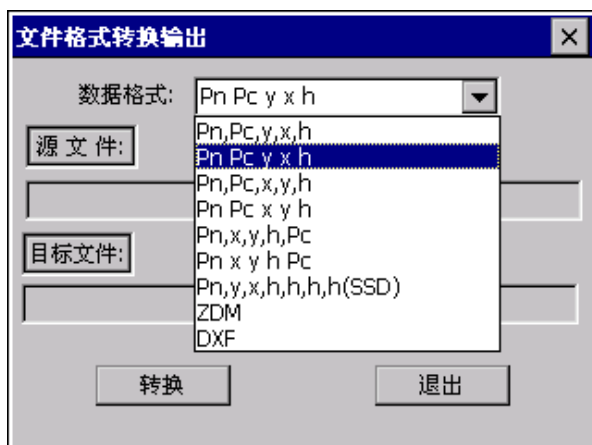 文件格式转换输出
数据格式: Pn Pc y x h
Pn,Pc,y,x,h
源文件:
Pn Pc y x h
Pn,Pc,x,y,h
Pn Pc x y h
Pn,x,y,h,Pc
目标文件:
Pn x y h Pc
Pn,y,x,h,h,h,h(SSD)
ZDM
DXF
转换 退出